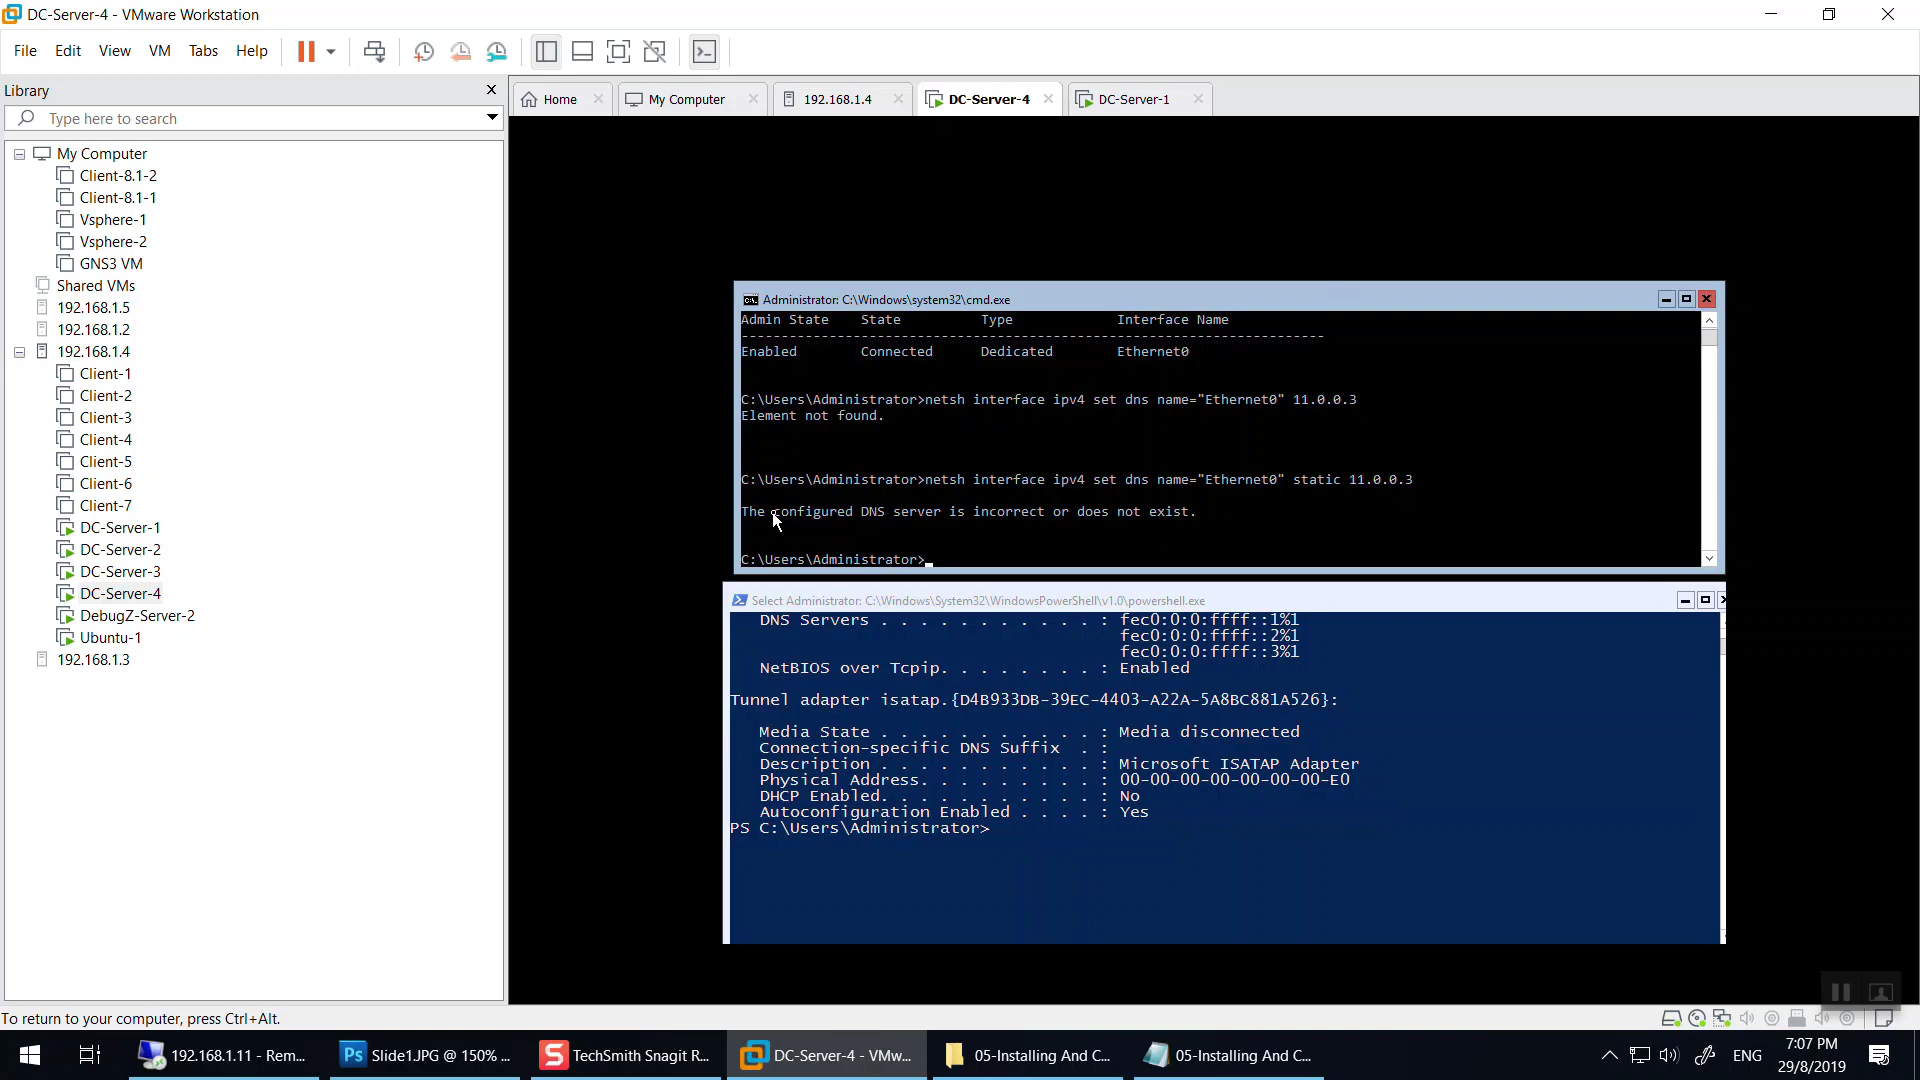 DC-Server-4 - VMware Workstation
File Edit View VM Tabs Help
Library
Type here to search
My Computer
Client-8.1-2
Client-8.1-1
Vsphere-1
Vsphere-2
GNS3 VM
Shared VMs
192.168.1.5
192.168.1.2
192.168.1.4
Client-1
Client-2
Client-3
Client-4
Client-5
Client-6
Client-7
DC-Server-1
DC-Server-2
DC-Server-3
DC-Server-4
DebugZ-Server-2
Ubuntu-1
192.168.1.3
Home My Computer 192.168.1.4 DC-Server-4 DC-Server-1
Administrator: C:\Windows\system32\cmd.exe
Admin State State Type Interface Name
-------------------------------------------------------------------------
Enabled Connected Dedicated Ethernet0
C:\Users\Administrator>netsh interface ipv4 set dns name="Ethernet0" 11.0.0.3
Element not found.
C:\Users\Administrator>netsh interface ipv4 set dns name="Ethernet0" static 11.0.0.3
The configured DNS server is incorrect or does not exist.
C:\Users\Administrator>
Select Administrator: C:\Windows\System32\WindowsPowerShell\v1.0\powershell.exe
DNS Servers . . . . . . . . . . . : fec0:0:0:ffff::1%1
fec0:0:0:ffff::2%1
fec0:0:0:ffff::3%1
NetBIOS over Tcpip. . . . . . . . : Enabled
Tunnel adapter isatap.{D4B933DB-39EC-4403-A22A-5A8BC881A526}:
Media State . . . . . . . . . . . : Media disconnected
Connection-specific DNS Suffix . :
Description . . . . . . . . . . . : Microsoft ISATAP Adapter
Physical Address. . . . . . . . . : 00-00-00-00-00-00-00-E0
DHCP Enabled. . . . . . . . . . . : No
Autoconfiguration Enabled . . . . : Yes
PS C:\Users\Administrator>
To return to your computer, press Ctrl+Alt.
192.168.1.11 - Rem...
Ps Slide1.JPG @ 150% ...
S TechSmith Snagit R...
DC-Server-4 - VMw...
05-Installing And C...
05-Installing And C...
ENG
7:07 PM
29/8/2019